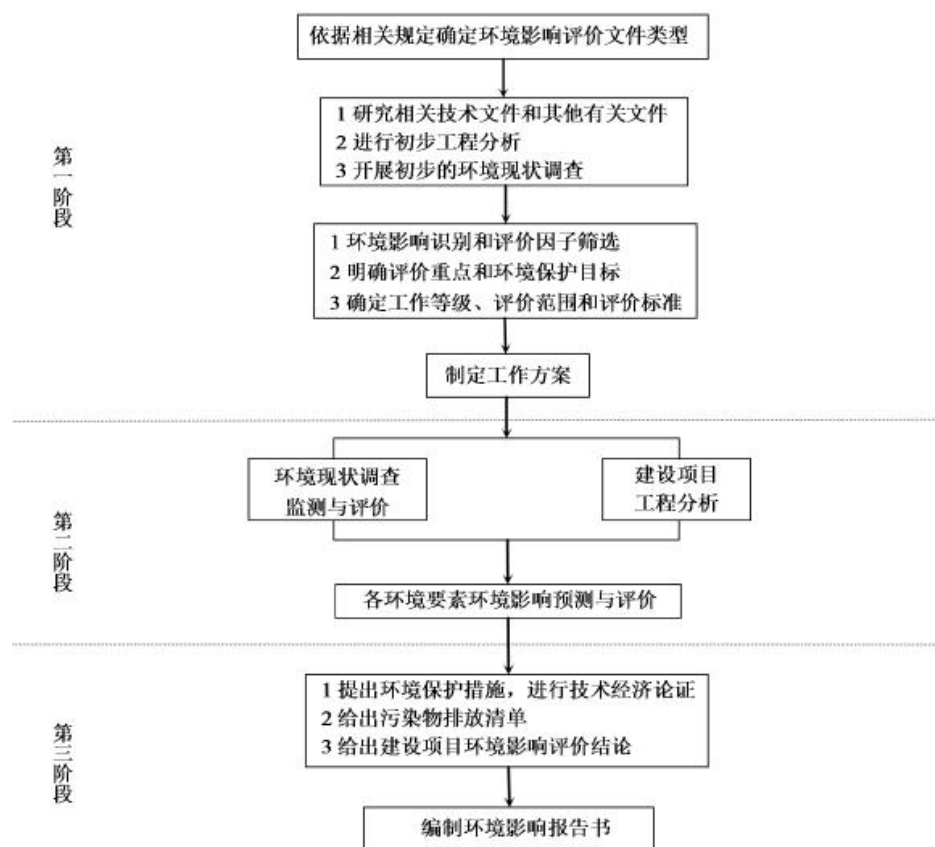 依据相关规定确定环境影响评价文件类型
1 研究相关技术文件和其他有关文件
2 进行初步工程分析
3 开展初步的环境现状调查
第一阶段
1 环境影响识别和评价因子筛选
2 明确评价重点和环境保护目标
3 确定工作等级、评价范围和评价标准
制定工作方案
环境现状调查
监测与评价
建设项目
工程分析
第二阶段
各环境要素环境影响预测与评价
1 提出环境保护措施，进行技术经济论证
2 给出污染物排放清单
3 给出建设项目环境影响评价结论
第三阶段
编制环境影响报告书